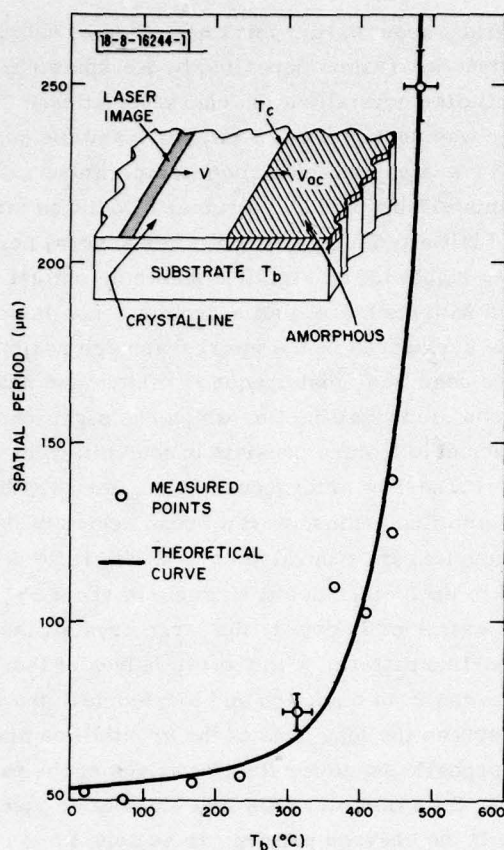 18-8-16244-1
250
LASER
IMAGE
T_c
V
V_ac
SUBSTRATE T_b
CRYSTALLINE
AMORPHOUS
200
SPATIAL PERIOD (μm)
150
MEASURED
POINTS
THEORETICAL
CURVE
100
50
0 100 200 300 400 500 600
T_b (°C)